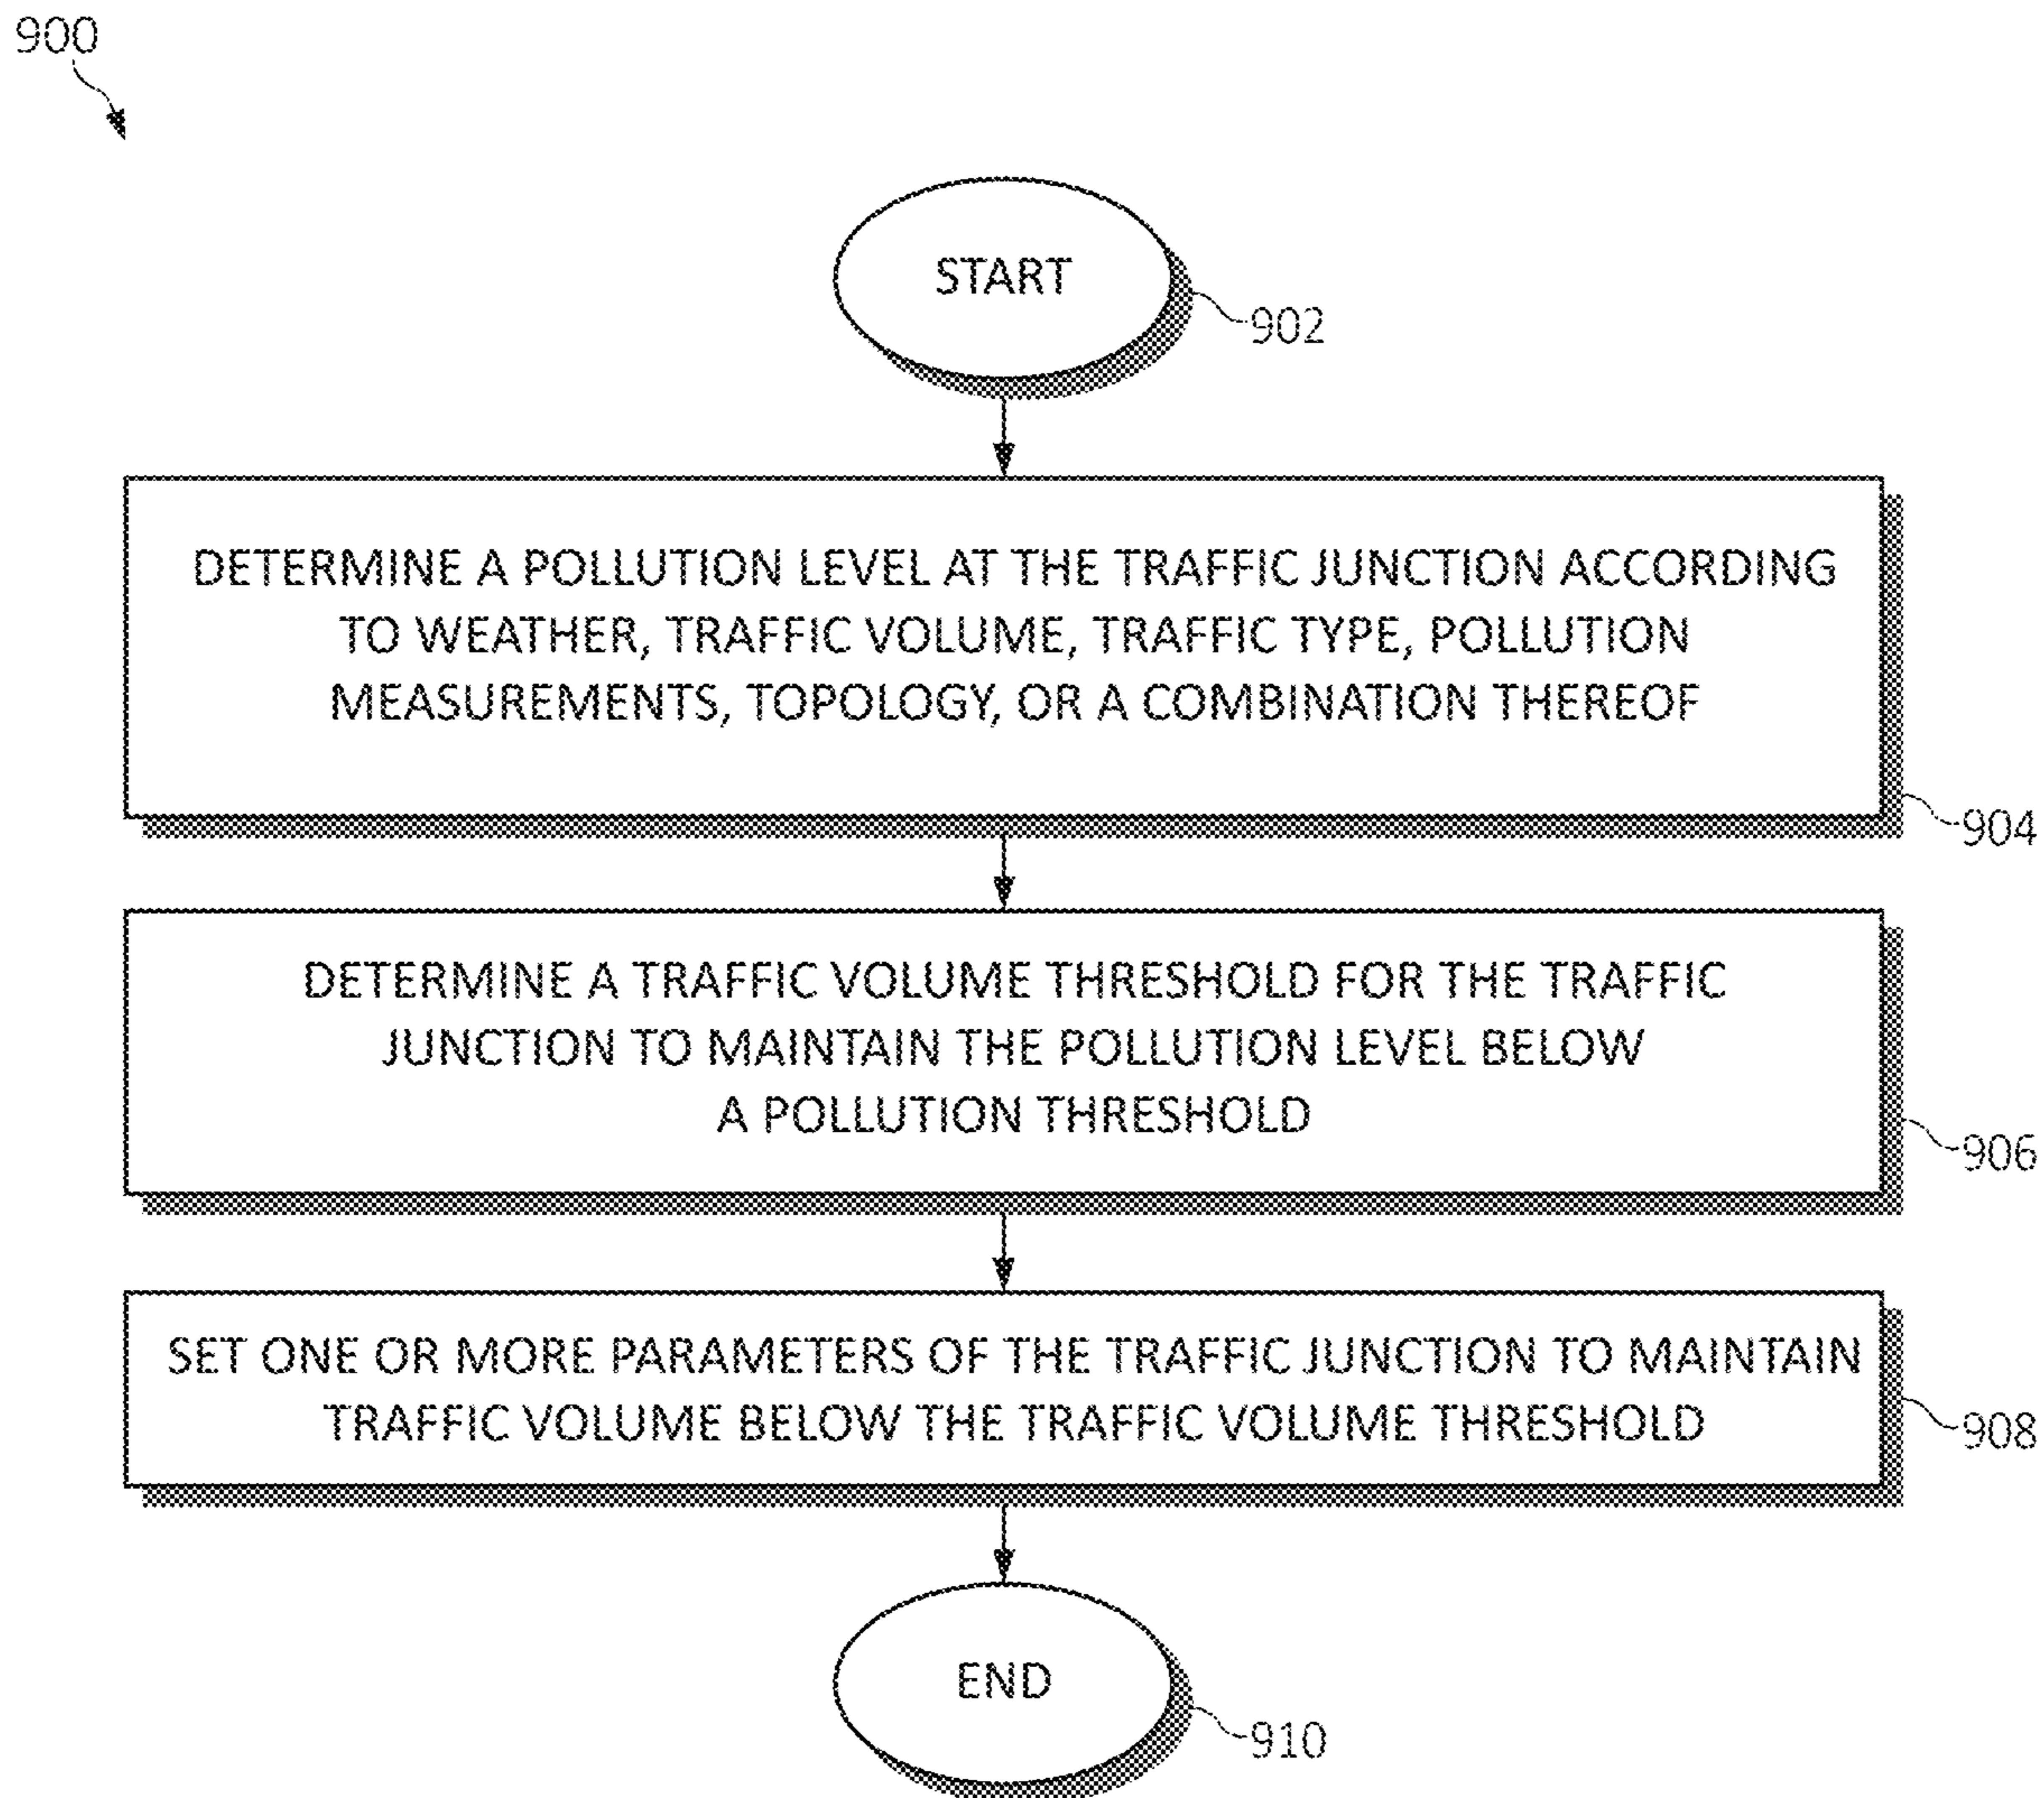 900
START
902
DETERMINE A POLLUTION LEVEL AT THE TRAFFIC JUNCTION ACCORDING
TO WEATHER, TRAFFIC VOLUME, TRAFFIC TYPE, POLLUTION
MEASUREMENTS, TOPOLOGY, OR A COMBINATION THEREOF
904
DETERMINE A TRAFFIC VOLUME THRESHOLD FOR THE TRAFFIC
JUNCTION TO MAINTAIN THE POLLUTION LEVEL BELOW
A POLLUTION THRESHOLD
906
SET ONE OR MORE PARAMETERS OF THE TRAFFIC JUNCTION TO MAINTAIN
TRAFFIC VOLUME BELOW THE TRAFFIC VOLUME THRESHOLD
908
END
910